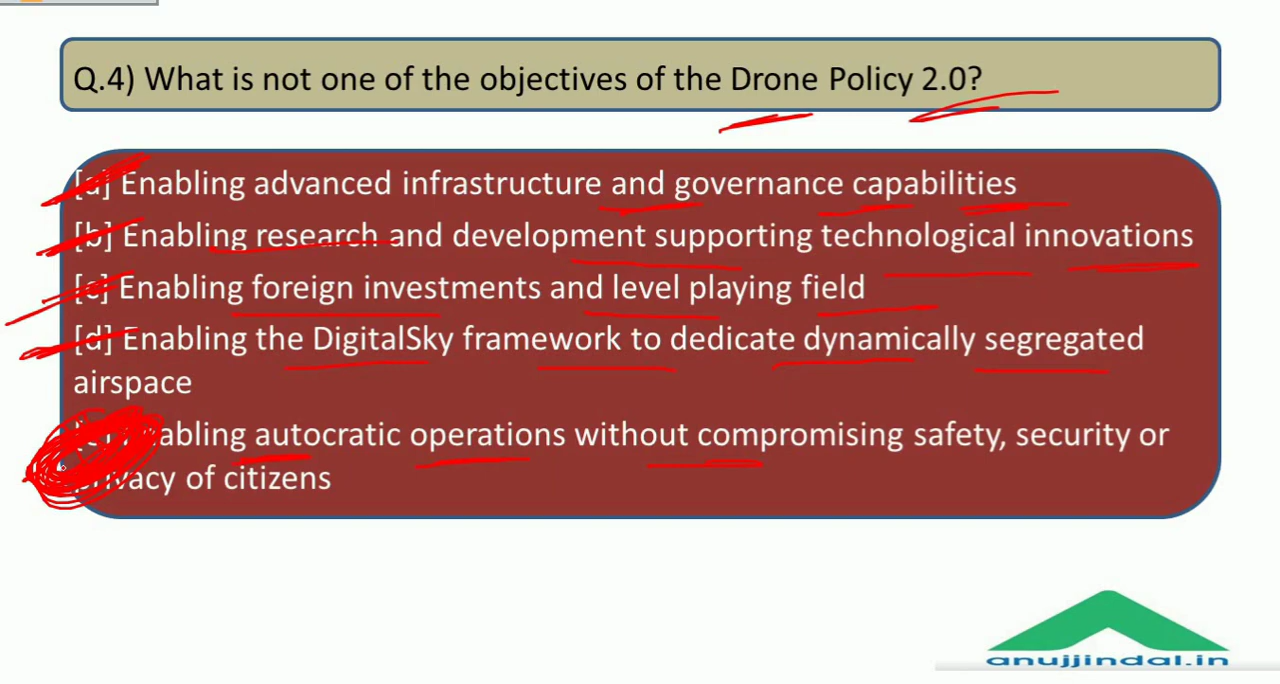 Q.4) What is not one of the objectives of the Drone Policy 2.0?
[a] Enabling advanced infrastructure and governance capabilities
[b] Enabling research and development supporting technological innovations
[c] Enabling foreign investments and level playing field
[d] Enabling the DigitalSky framework to dedicate dynamically segregated
airspace
[e] Enabling autocratic operations without compromising safety, security or
privacy of citizens
anujjindal.in